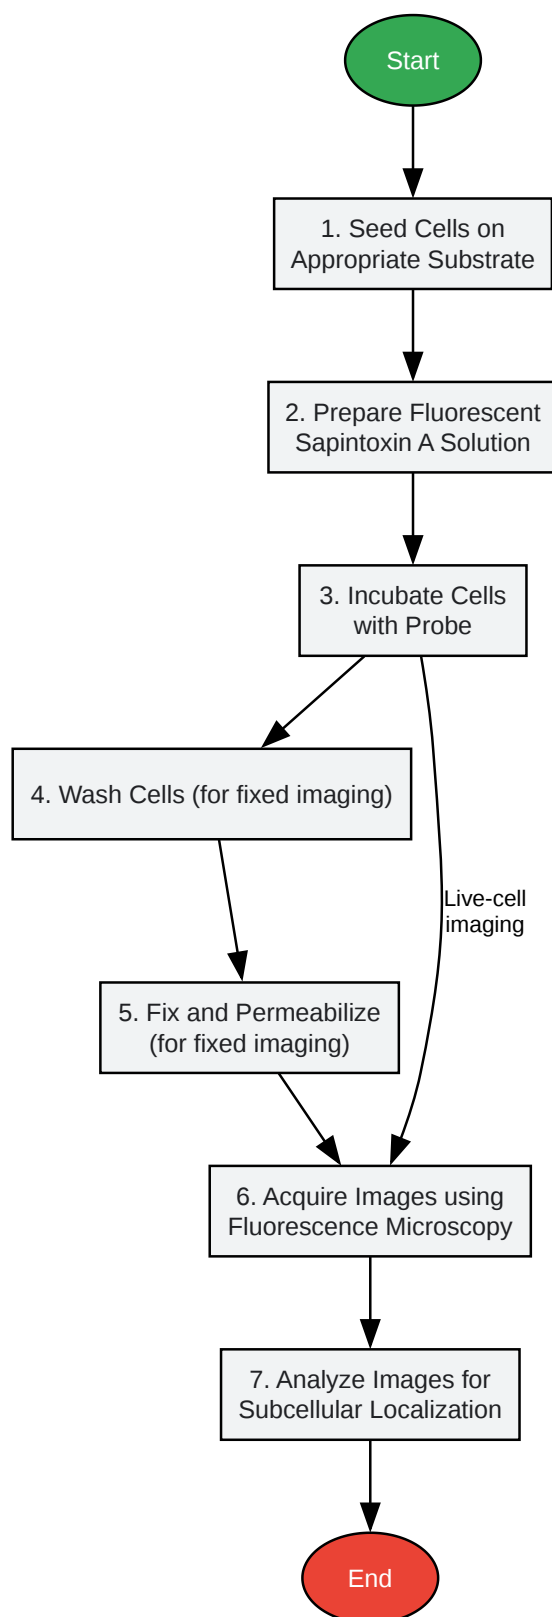 Start
1. Seed Cells on
Appropriate Substrate
2. Prepare Fluorescent
Sapintoxin A Solution
3. Incubate Cells
with Probe
4. Wash Cells (for fixed imaging)
Live-cell
imaging
5. Fix and Permeabilize
(for fixed imaging)
6. Acquire Images using
Fluorescence Microscopy
7. Analyze Images for
Subcellular Localization
End